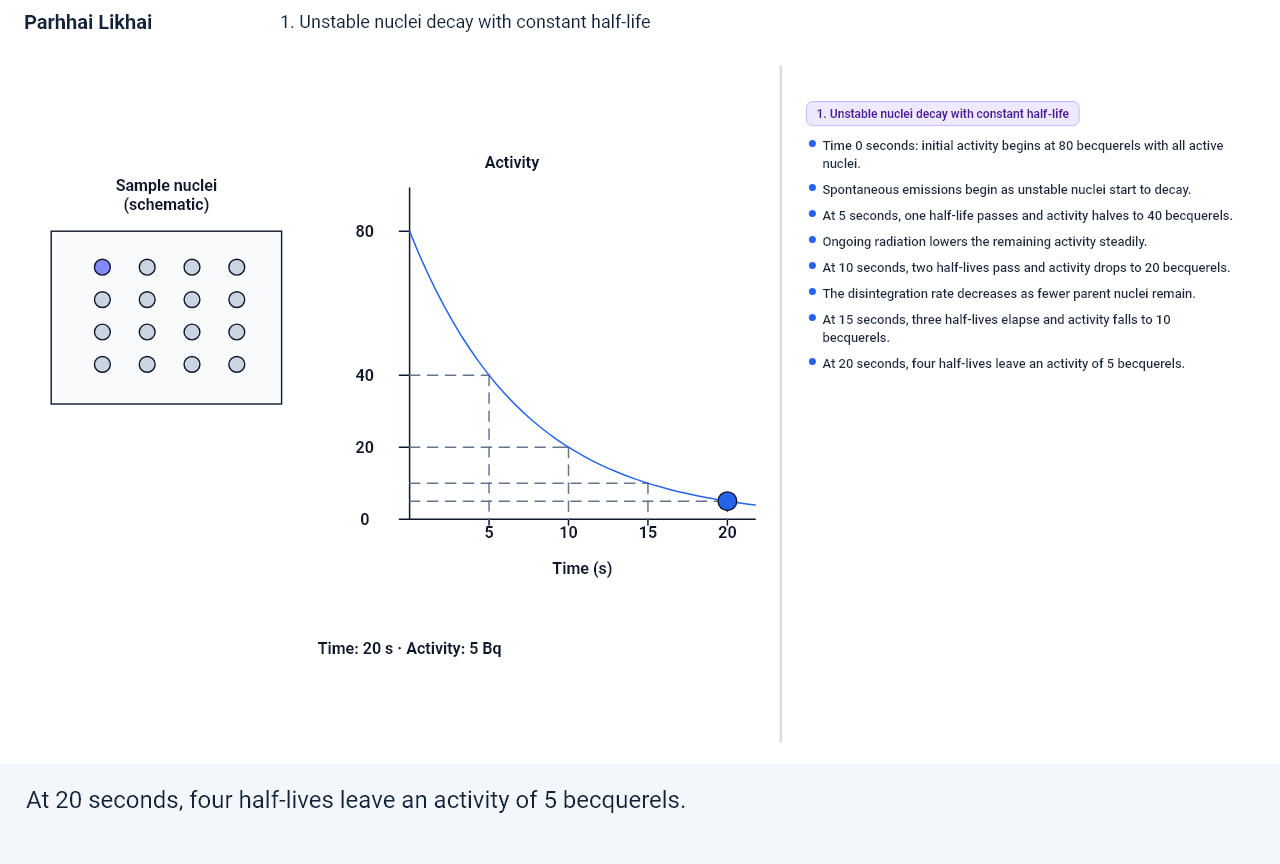 Parhhai Likhai
1. Unstable nuclei decay with constant half-life
Sample nuclei
(schematic)
Activity
80
40
20
0
5
10
15
20
Time (s)
Time: 20 s · Activity: 5 Bq
1. Unstable nuclei decay with constant half-life
Time 0 seconds: initial activity begins at 80 becquerels with all active
nuclei.
Spontaneous emissions begin as unstable nuclei start to decay.
At 5 seconds, one half-life passes and activity halves to 40 becquerels.
Ongoing radiation lowers the remaining activity steadily.
At 10 seconds, two half-lives pass and activity drops to 20 becquerels.
The disintegration rate decreases as fewer parent nuclei remain.
At 15 seconds, three half-lives elapse and activity falls to 10
becquerels.
At 20 seconds, four half-lives leave an activity of 5 becquerels.
At 20 seconds, four half-lives leave an activity of 5 becquerels.